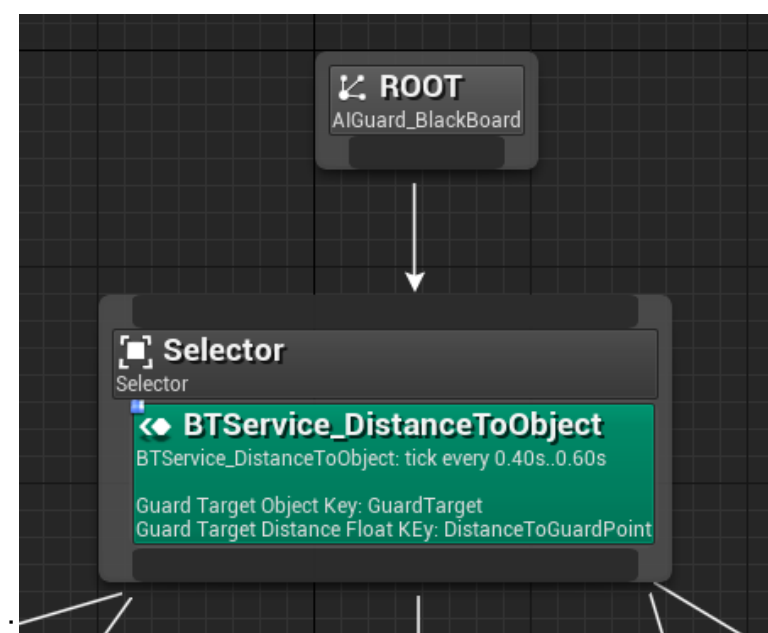 ROOT
AIGuard_BlackBoard
Selector
Selector
BTService_DistanceToObject
BTService_DistanceToObject: tick every 0.40s..0.60s
Guard Target Object Key: GuardTarget
Guard Target Distance Float KEy: DistanceToGuardPoint
.